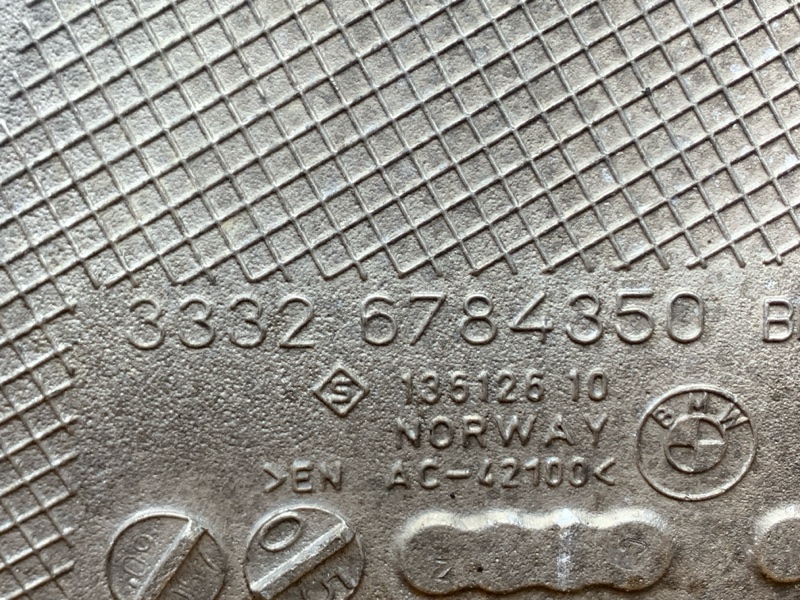 3332 6784350
S 136126 10
NORWAY
>EN AC-42100<
BMW